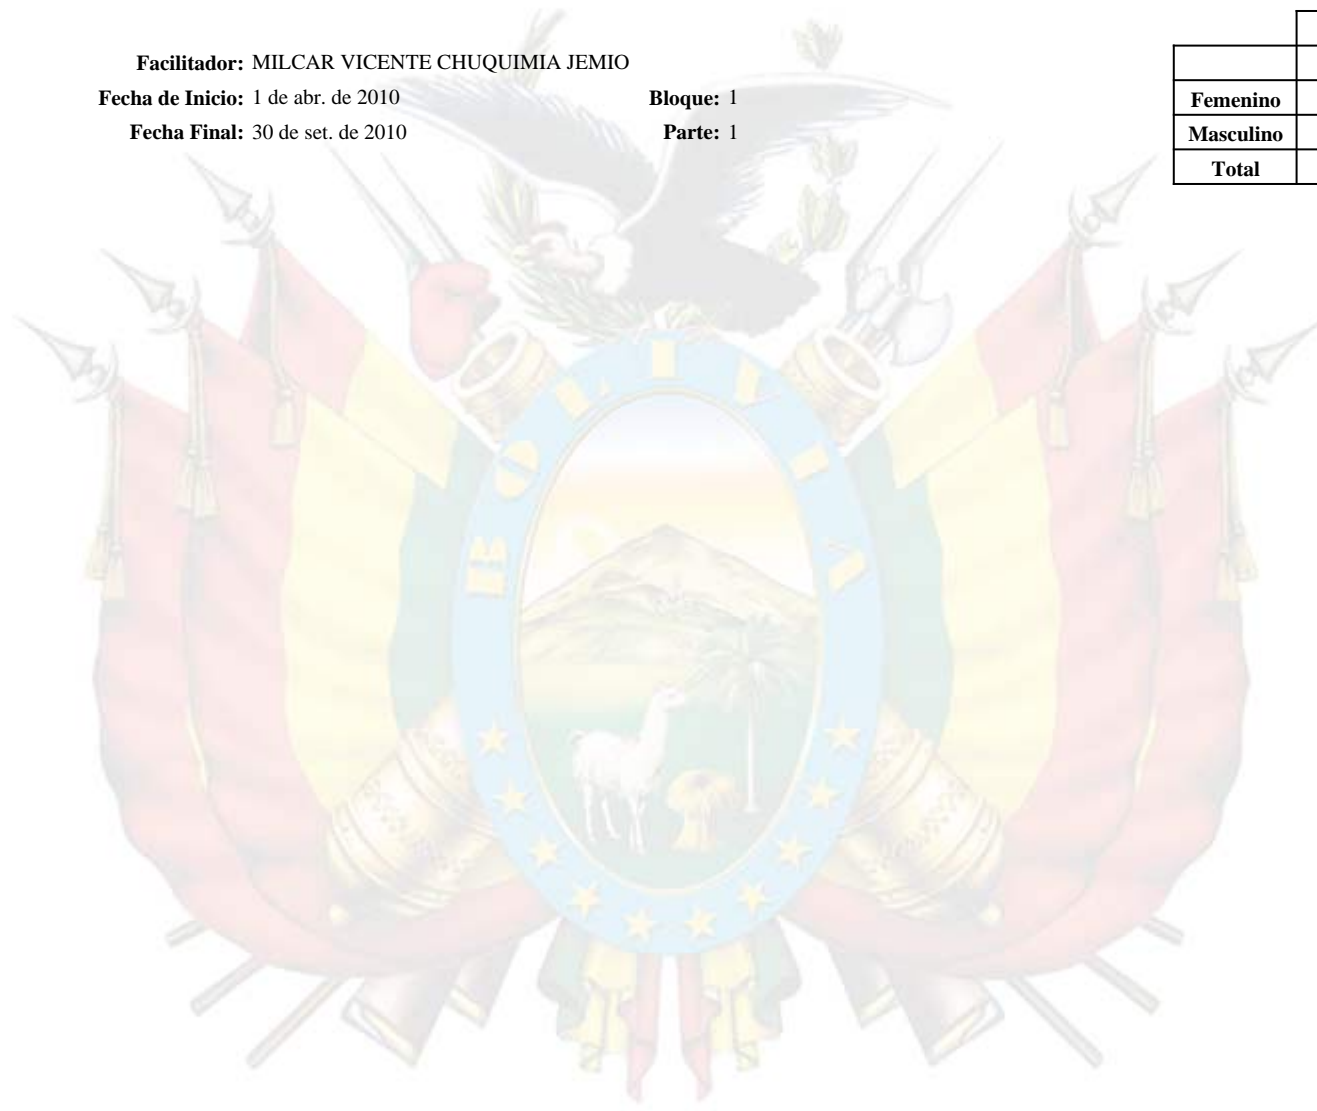 Facilitador: MILCAR VICENTE CHUQUIMIA JEMIO
Fecha de Inicio: 1 de abr. de 2010 Bloque: 1
Fecha Final: 30 de set. de 2010 Parte: 1
Femenino
Masculino
Total
BOLIVIA